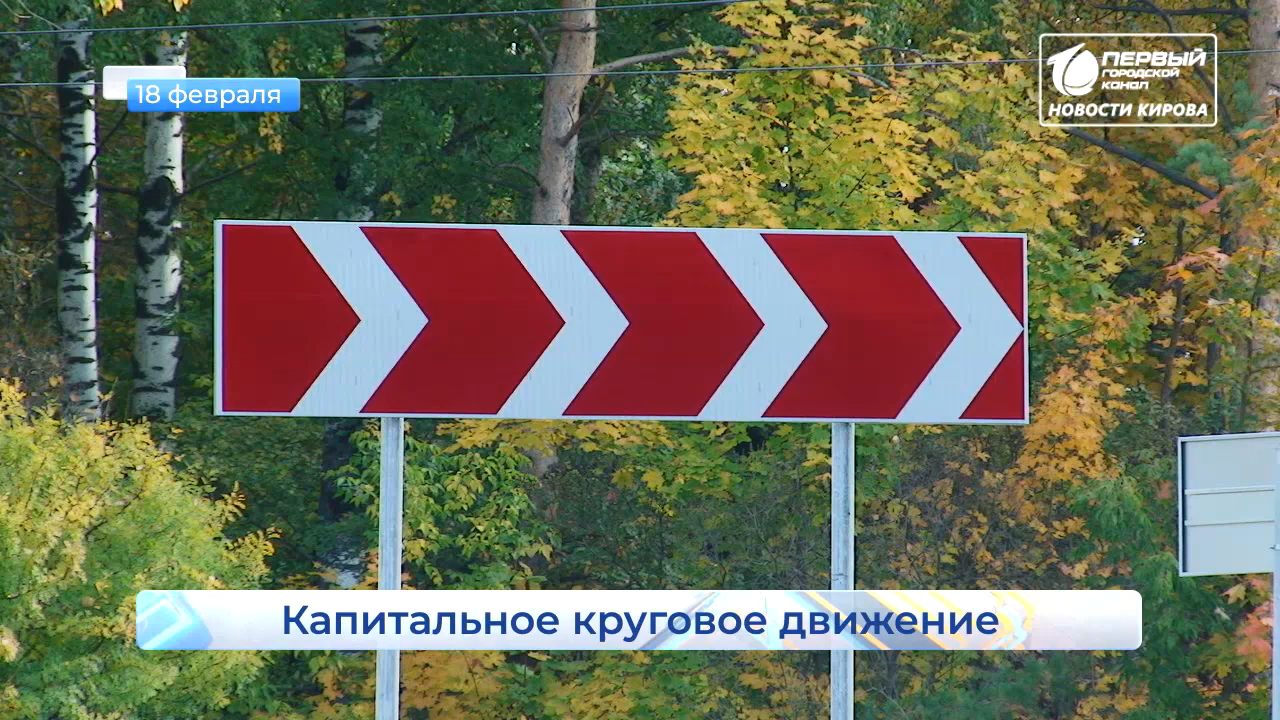 18 февраля
ПЕРВЫЙ
ГОРОДСКОЙ
КАНАЛ
НОВОСТИ КИРОВА
Капитальное круговое движение